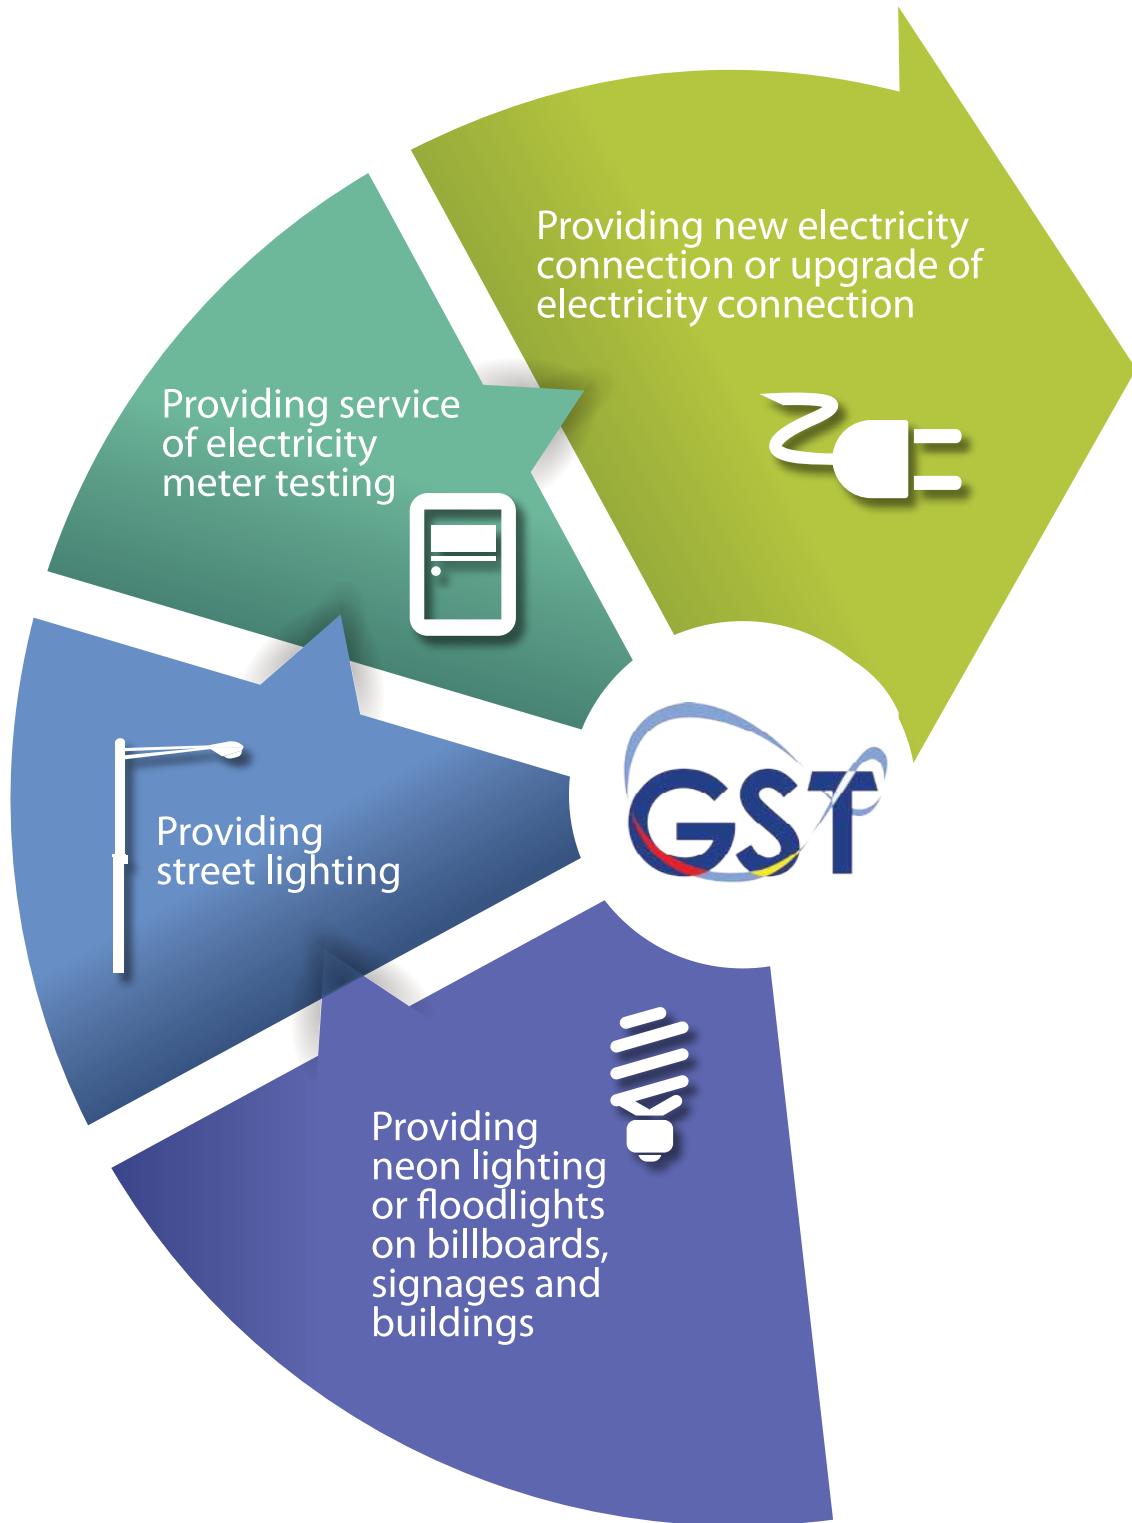 Providing new electricity
connection or upgrade of
electricity connection
Providing service
of electricity
meter testing
Providing
street lighting
GST
Providing
neon lighting
or floodlights
on billboards,
signages and
buildings